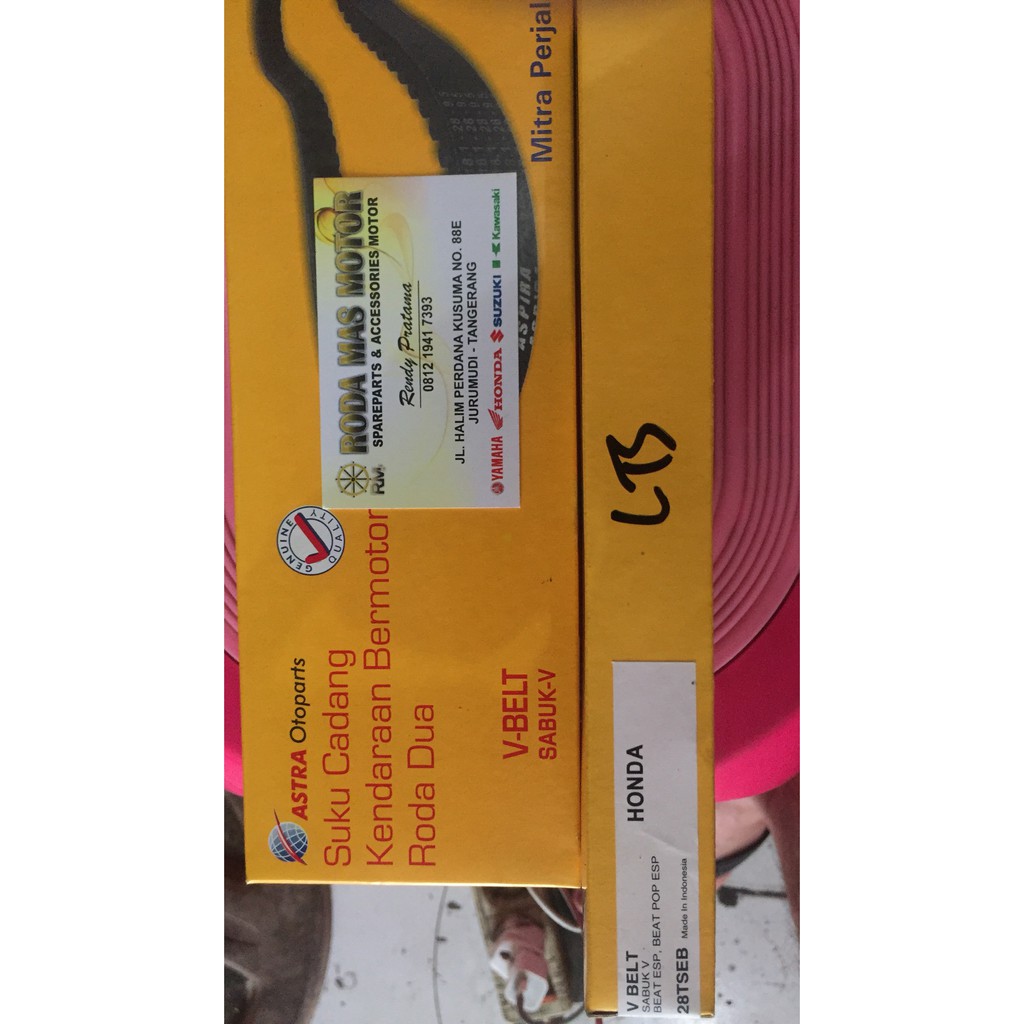 ASTRA Otoparts
Suku Cadang
Kendaraan Bermotor
Roda Dua
GENUINE QUALITY
V-BELT
SABUK-V
RODA MAS MOTOR
RM
SPAREPARTS & ACCESSORIES MOTOR
Rendy Pratama
0812 1941 7393
JL. HALIM PERDANA KUSUMA NO. 88E
JURUMUDI - TANGERANG
YAMAHA HONDA SUZUKI Kawasaki
ASPIRA
Mitra Perjal
LTS
V BELT HONDA
SABUK V
BEAT ESP, BEAT POP ESP
28TSEB Made In Indonesia